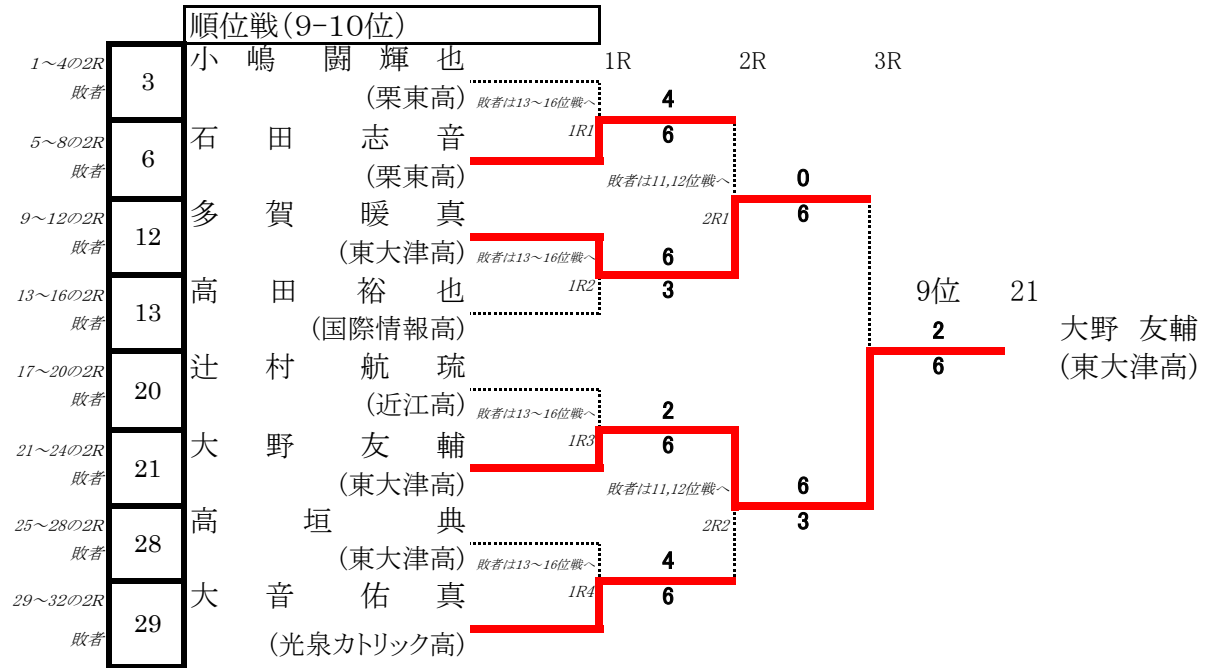 順位戦(9-10位)
1R 2R 3R
1～4の2R
敗者
3
小嶋 闘輝也
(栗東高)
敗者は13～16位戦へ
4
1R1
6
5～8の2R
敗者
6
石田 志音
(栗東高)
敗者は11,12位戦へ
0
2R1
6
9～12の2R
敗者
12
多賀 暖真
(東大津高)
敗者は13～16位戦へ
6
1R2
3
13～16の2R
敗者
13
高田 裕也
(国際情報高)
9位 21
2
6
大野 友輔
(東大津高)
17～20の2R
敗者
20
辻村 航琉
(近江高)
敗者は13～16位戦へ
2
1R3
6
21～24の2R
敗者
21
大野 友輔
(東大津高)
敗者は11,12位戦へ
6
2R2
3
25～28の2R
敗者
28
高垣 典
(東大津高)
敗者は13～16位戦へ
4
1R4
6
29～32の2R
敗者
29
大音 佑真
(光泉カトリック高)